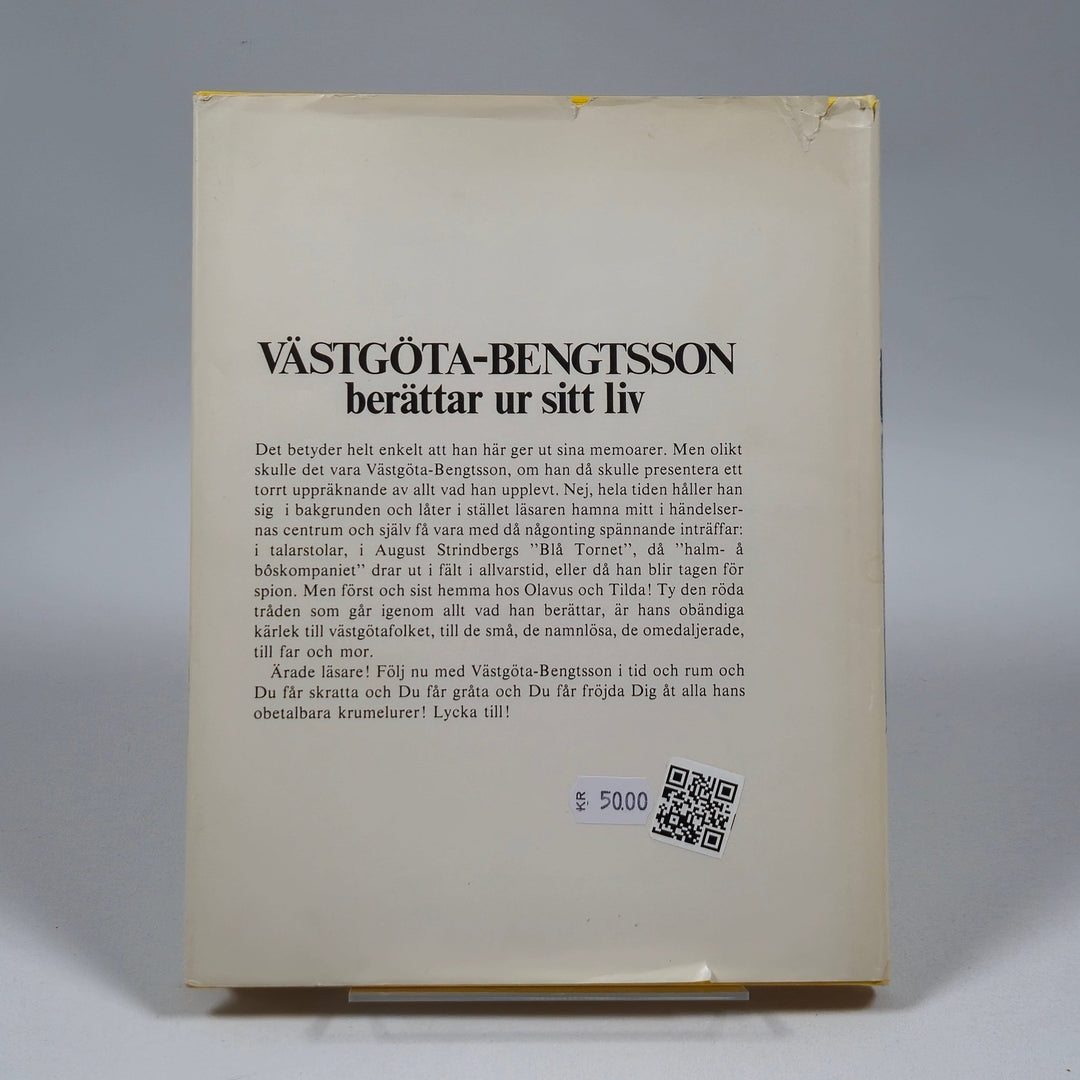 VÄSTGÖTA-BENGTSSON
berättar ur sitt liv
Det betyder helt enkelt att han här ger ut sina memoarer. Men olikt
skulle det vara Västgöta-Bengtsson, om han då skulle presentera ett
torrt uppräknande av allt vad han upplevt. Nej, hela tiden håller han
sig i bakgrunden och låter i stället läsaren hamna mitt i händelser-
nas centrum och själv få vara med då någonting spännande inträffar:
i talarstolar, i August Strindbergs ”Blå Tornet”, då ”halm- å
bôskompaniet” drar ut i fält i allvarstid, eller då han blir tagen för
spion. Men först och sist hemma hos Olavus och Tilda! Ty den röda
tråden som går igenom allt vad han berättar, är hans obändiga
kärlek till västgötafolket, till de små, de namnlösa, de omedaljerade,
till far och mor.
Ärade läsare! Följ nu med Västgöta-Bengtsson i tid och rum och
Du får skratta och Du får gråta och Du får fröjda Dig åt alla hans
obetalbara krumelurer! Lycka till!
KR 50.00